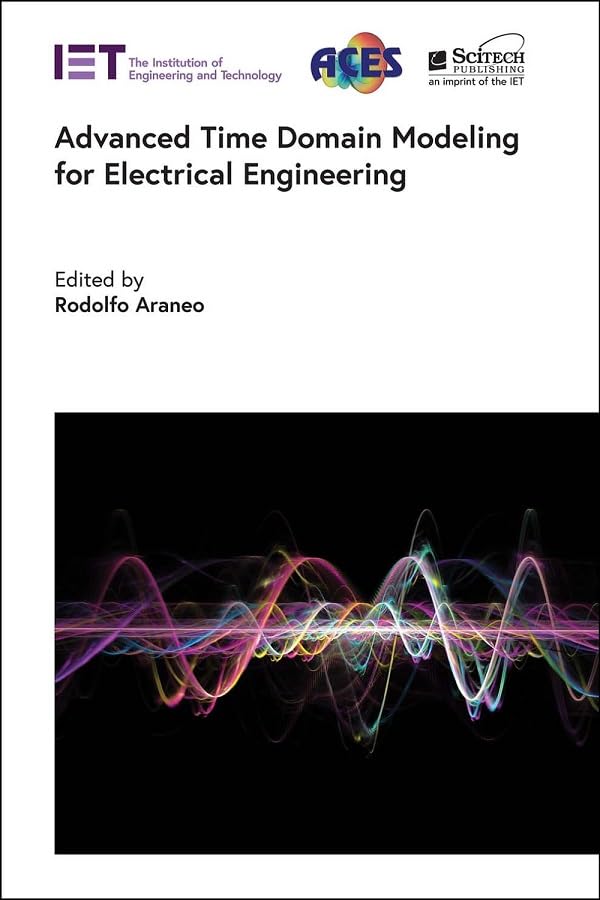 IET The Institution of
Engineering and Technology
ACES
SCITECH
PUBLISHING
an imprint of the IET
Advanced Time Domain Modeling
for Electrical Engineering
Edited by
Rodolfo Araneo